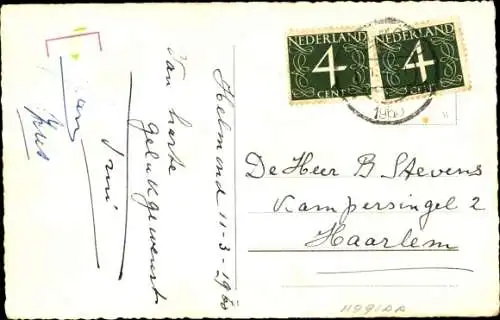 NEDERLAND
4
CENT
NEDERLAND
4
CENT
1960
Helmond 11-3-1960
Van harte
gelukgewenst
De Heer B Stevens
Kampersingel 2
Haarlem